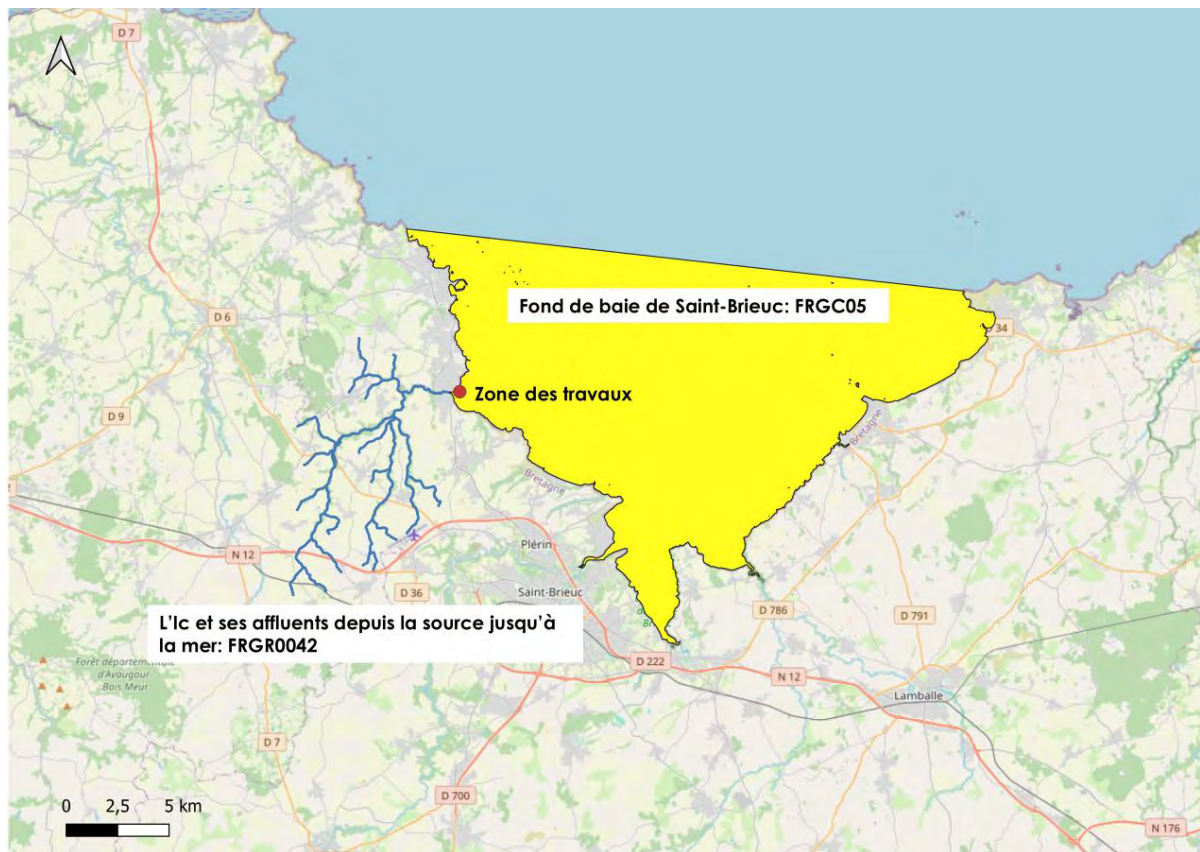 D 7
Fond de baie de Saint-Brieuc: FRGC05
D 6
34
Zone des travaux
D 9
Bretagne
Bretagne
2
N 12
Plérin
D 36
Saint-Brieuc
D 786
D 791
L'Ic et ses affluents depuis la source jusqu'à
la mer: FRGR0042
D 222
Forêt départementale
d'Avaugour-
Bois Meur
N 12
Lamballe
D 7
D 700
0 2,5 5 km
N 176